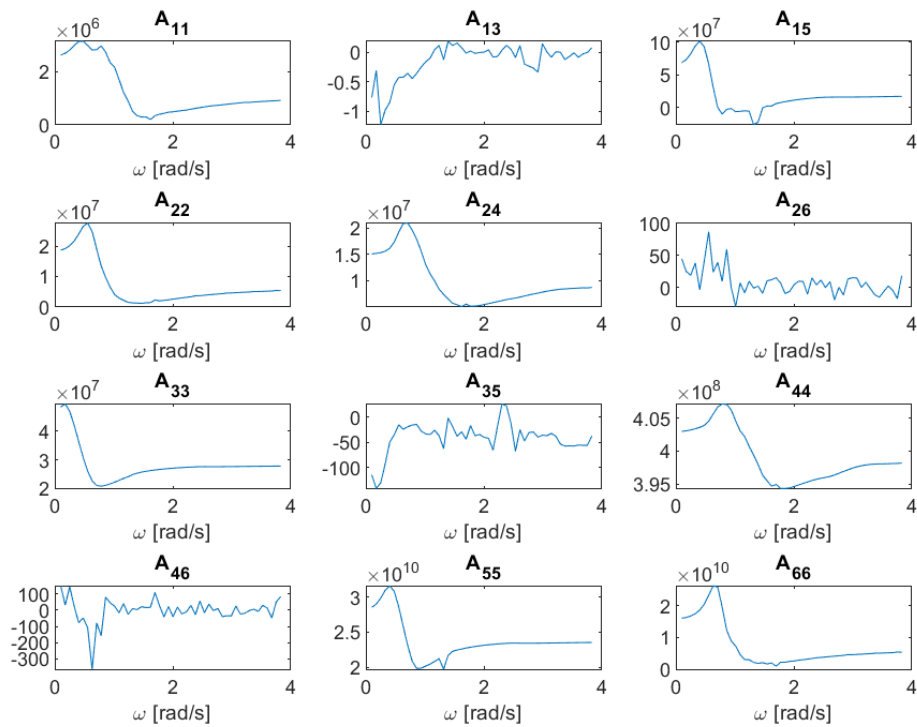 A11
×10^6
2
1
0
0 2 4
ω [rad/s]
A13
0
-0.5
-1
0 2 4
ω [rad/s]
A15
×10^7
10
5
0
0 2 4
ω [rad/s]
A22
×10^7
2
1
0
0 2 4
ω [rad/s]
A24
×10^7
2
1.5
1
0 2 4
ω [rad/s]
A26
100
50
0
0 2 4
ω [rad/s]
A33
×10^7
4
3
2
0 2 4
ω [rad/s]
A35
0
-50
-100
0 2 4
ω [rad/s]
A44
×10^8
4.05
4
3.95
0 2 4
ω [rad/s]
A46
100
0
-100
-200
-300
0 2 4
ω [rad/s]
A55
×10^10
3
2.5
2
0 2 4
ω [rad/s]
A66
×10^10
2
1
0
0 2 4
ω [rad/s]